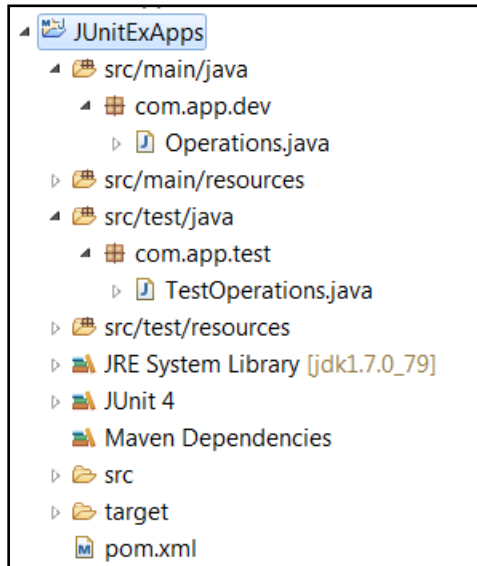 JUnitExApps
src/main/java
com.app.dev
Operations.java
src/main/resources
src/test/java
com.app.test
TestOperations.java
src/test/resources
JRE System Library [jdk1.7.0_79]
JUnit 4
Maven Dependencies
src
target
pom.xml